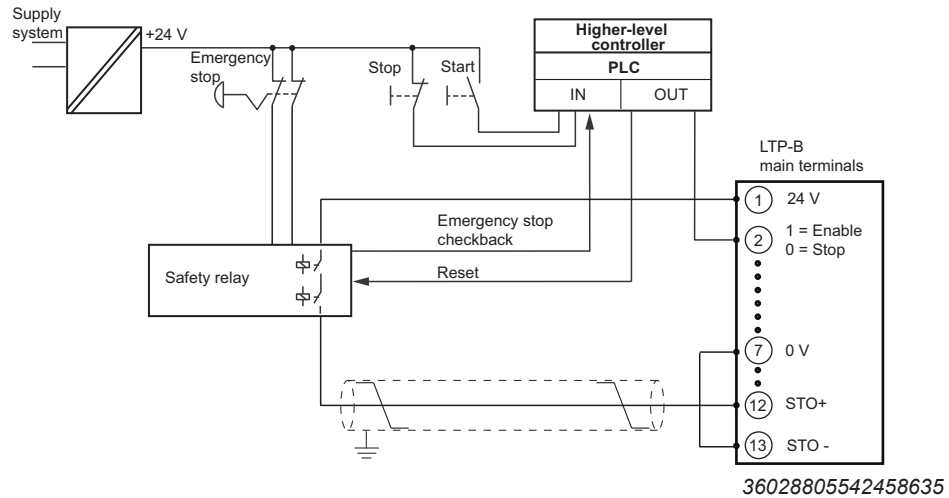 Supply
system
+24 V
Emergency
stop
Stop
Start
Higher-level
controller
PLC
IN
OUT
LTP-B
main terminals
1
24 V
2
1 = Enable
0 = Stop
Emergency stop
checkback
Safety relay
Reset
7
0 V
12
STO+
13
STO -
36028805542458635